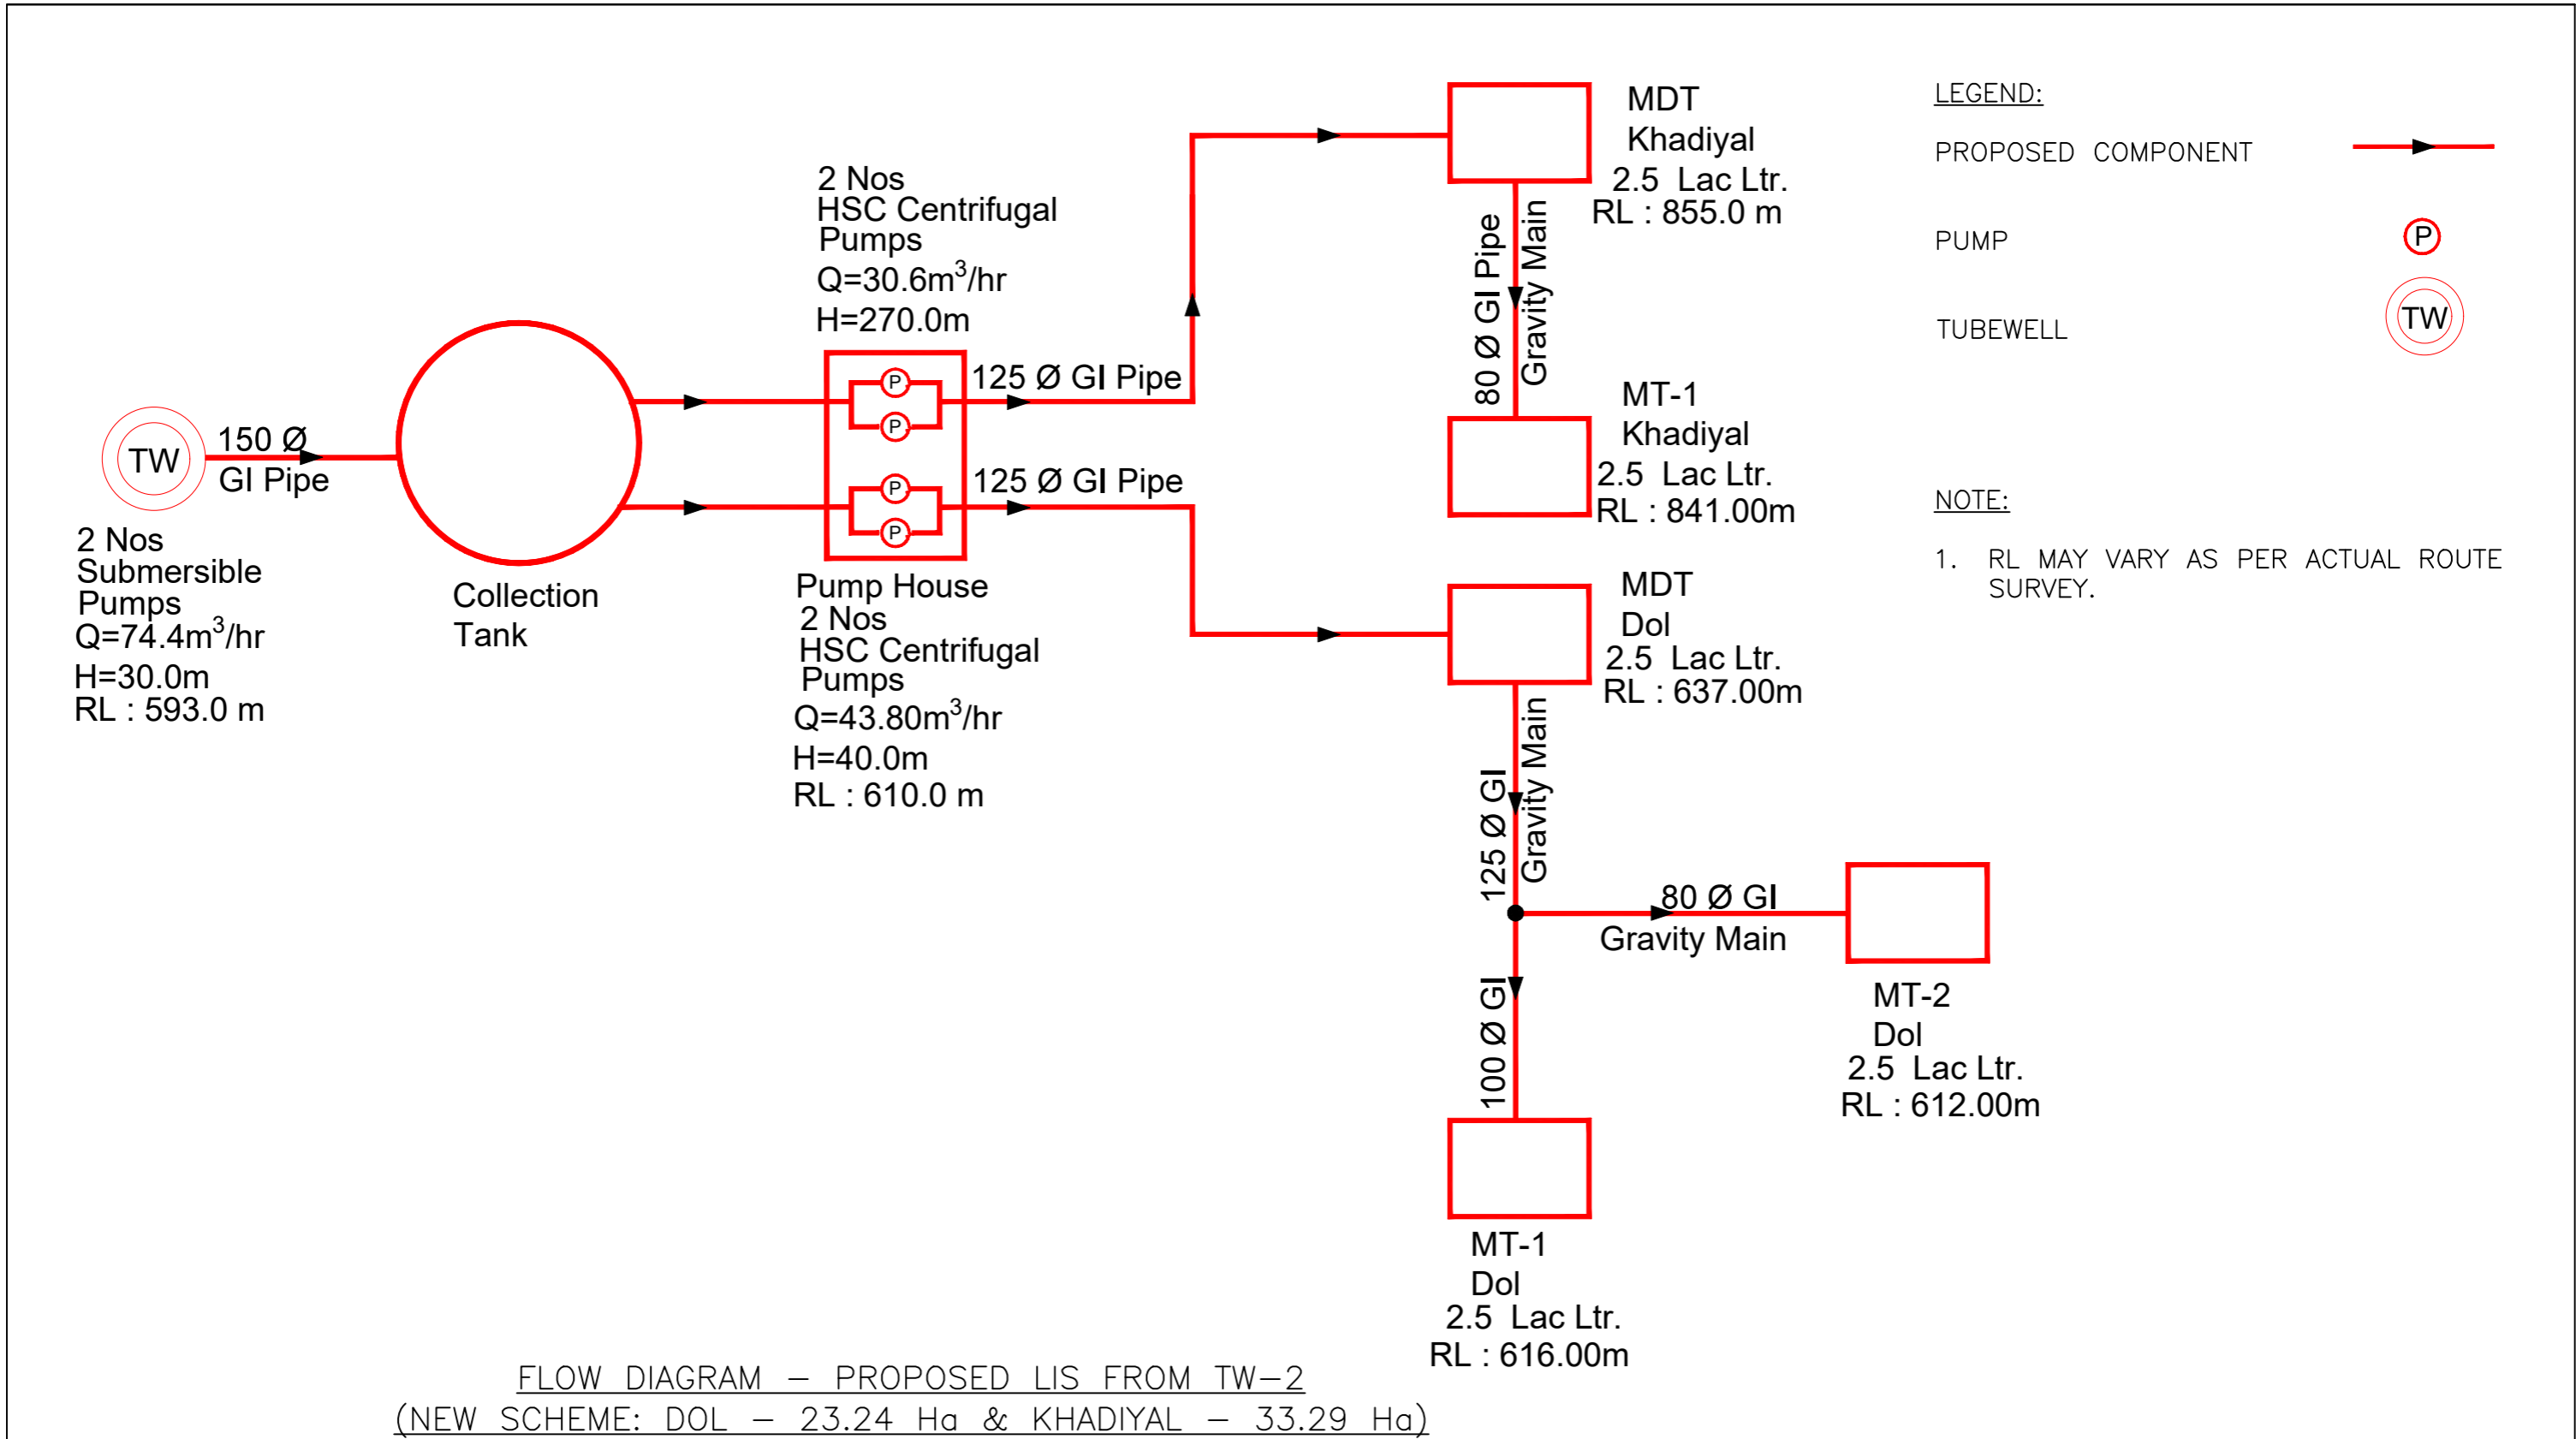 TW
150 Ø
GI Pipe
2 Nos
Submersible
Pumps
Q=74.4m³/hr
H=30.0m
RL : 593.0 m
Collection
Tank
2 Nos
HSC Centrifugal
Pumps
Q=30.6m³/hr
H=270.0m
P
P
P
P
125 Ø GI Pipe
125 Ø GI Pipe
Pump House
2 Nos
HSC Centrifugal
Pumps
Q=43.80m³/hr
H=40.0m
RL : 610.0 m
MDT
Khadiyal
2.5 Lac Ltr.
RL : 855.0 m
80 Ø GI Pipe
Gravity Main
MT-1
Khadiyal
2.5 Lac Ltr.
RL : 841.00m
MDT
Dol
2.5 Lac Ltr.
RL : 637.00m
125 Ø GI
Gravity Main
80 Ø GI
Gravity Main
100 Ø GI
MT-2
Dol
2.5 Lac Ltr.
RL : 612.00m
MT-1
Dol
2.5 Lac Ltr.
RL : 616.00m
LEGEND:
PROPOSED COMPONENT
PUMP
P
TUBEWELL
TW
NOTE:
1. RL MAY VARY AS PER ACTUAL ROUTE
SURVEY.
FLOW DIAGRAM – PROPOSED LIS FROM TW–2
(NEW SCHEME: DOL – 23.24 Ha & KHADIYAL – 33.29 Ha)